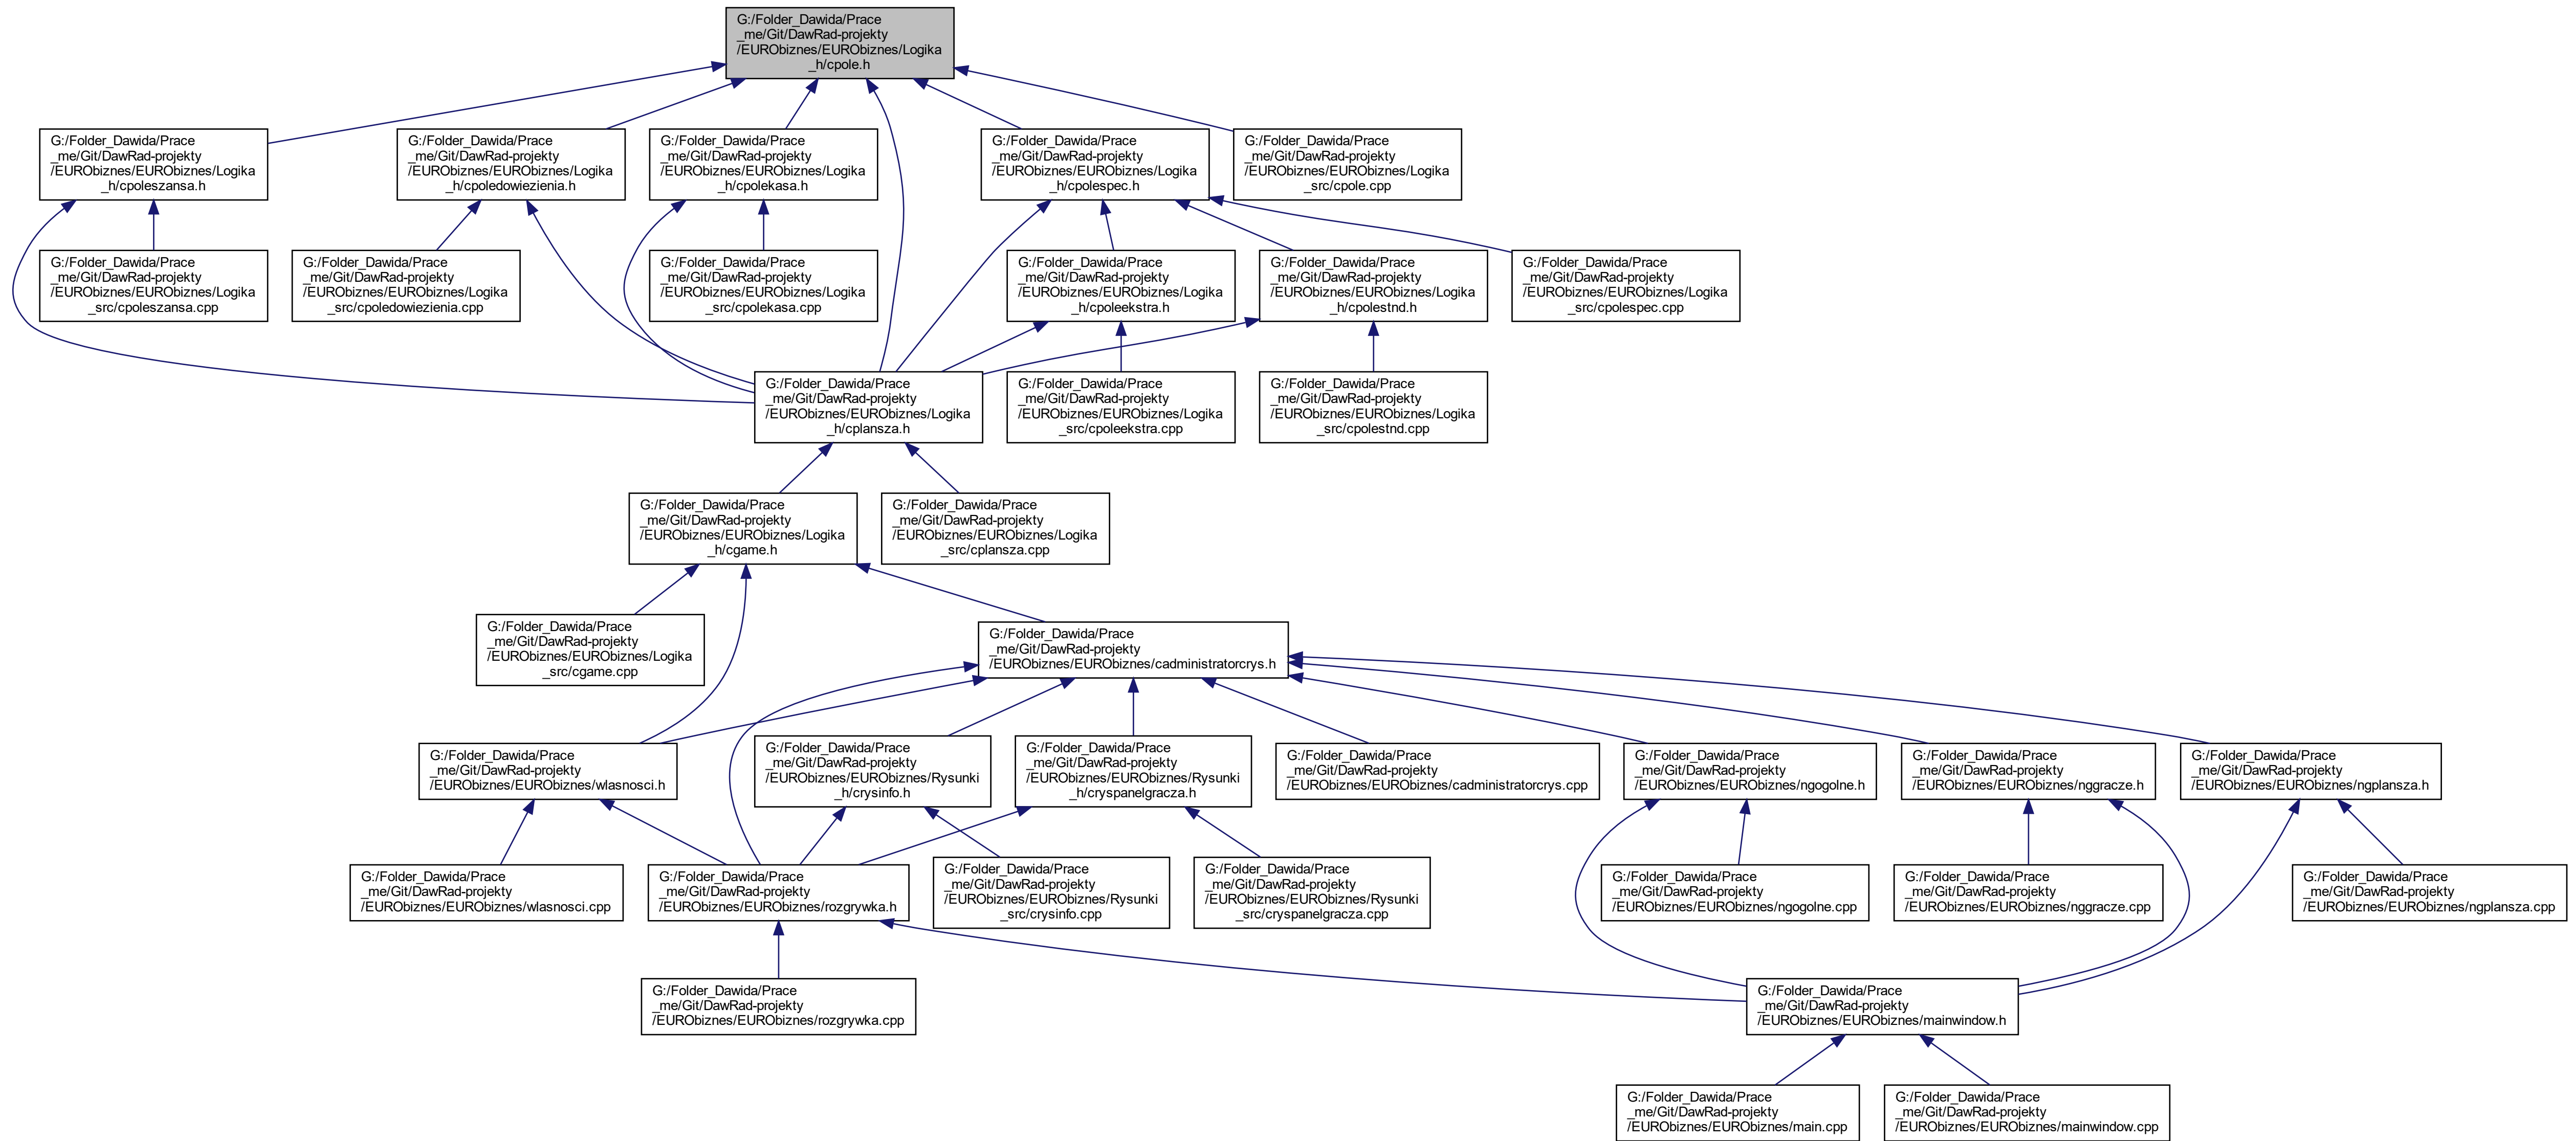 G:/Folder_Dawida/Prace
_me/Git/DawRad-projekty
/EURObiznes/EURObiznes/Logika
_h/cpole.h
G:/Folder_Dawida/Prace
_me/Git/DawRad-projekty
/EURObiznes/EURObiznes/Logika
_h/cpoleszansa.h
G:/Folder_Dawida/Prace
_me/Git/DawRad-projekty
/EURObiznes/EURObiznes/Logika
_h/cpoledowiezienia.h
G:/Folder_Dawida/Prace
_me/Git/DawRad-projekty
/EURObiznes/EURObiznes/Logika
_h/cpolekasa.h
G:/Folder_Dawida/Prace
_me/Git/DawRad-projekty
/EURObiznes/EURObiznes/Logika
_h/cpolespec.h
G:/Folder_Dawida/Prace
_me/Git/DawRad-projekty
/EURObiznes/EURObiznes/Logika
_src/cpole.cpp
G:/Folder_Dawida/Prace
_me/Git/DawRad-projekty
/EURObiznes/EURObiznes/Logika
_src/cpoleszansa.cpp
G:/Folder_Dawida/Prace
_me/Git/DawRad-projekty
/EURObiznes/EURObiznes/Logika
_src/cpoledowiezienia.cpp
G:/Folder_Dawida/Prace
_me/Git/DawRad-projekty
/EURObiznes/EURObiznes/Logika
_src/cpolekasa.cpp
G:/Folder_Dawida/Prace
_me/Git/DawRad-projekty
/EURObiznes/EURObiznes/Logika
_h/cpoleekstra.h
G:/Folder_Dawida/Prace
_me/Git/DawRad-projekty
/EURObiznes/EURObiznes/Logika
_h/cpolestnd.h
G:/Folder_Dawida/Prace
_me/Git/DawRad-projekty
/EURObiznes/EURObiznes/Logika
_src/cpolespec.cpp
G:/Folder_Dawida/Prace
_me/Git/DawRad-projekty
/EURObiznes/EURObiznes/Logika
_h/cplansza.h
G:/Folder_Dawida/Prace
_me/Git/DawRad-projekty
/EURObiznes/EURObiznes/Logika
_src/cpoleekstra.cpp
G:/Folder_Dawida/Prace
_me/Git/DawRad-projekty
/EURObiznes/EURObiznes/Logika
_src/cpolestnd.cpp
G:/Folder_Dawida/Prace
_me/Git/DawRad-projekty
/EURObiznes/EURObiznes/Logika
_h/cgame.h
G:/Folder_Dawida/Prace
_me/Git/DawRad-projekty
/EURObiznes/EURObiznes/Logika
_src/cplansza.cpp
G:/Folder_Dawida/Prace
_me/Git/DawRad-projekty
/EURObiznes/EURObiznes/Logika
_src/cgame.cpp
G:/Folder_Dawida/Prace
_me/Git/DawRad-projekty
/EURObiznes/EURObiznes/cadministratorcrys.h
G:/Folder_Dawida/Prace
_me/Git/DawRad-projekty
/EURObiznes/EURObiznes/wlasnosci.h
G:/Folder_Dawida/Prace
_me/Git/DawRad-projekty
/EURObiznes/EURObiznes/Rysunki
_h/crysinfo.h
G:/Folder_Dawida/Prace
_me/Git/DawRad-projekty
/EURObiznes/EURObiznes/Rysunki
_h/cryspanelgracza.h
G:/Folder_Dawida/Prace
_me/Git/DawRad-projekty
/EURObiznes/EURObiznes/cadministratorcrys.cpp
G:/Folder_Dawida/Prace
_me/Git/DawRad-projekty
/EURObiznes/EURObiznes/ngogolne.h
G:/Folder_Dawida/Prace
_me/Git/DawRad-projekty
/EURObiznes/EURObiznes/nggracze.h
G:/Folder_Dawida/Prace
_me/Git/DawRad-projekty
/EURObiznes/EURObiznes/ngplansza.h
G:/Folder_Dawida/Prace
_me/Git/DawRad-projekty
/EURObiznes/EURObiznes/wlasnosci.cpp
G:/Folder_Dawida/Prace
_me/Git/DawRad-projekty
/EURObiznes/EURObiznes/rozgrywka.h
G:/Folder_Dawida/Prace
_me/Git/DawRad-projekty
/EURObiznes/EURObiznes/Rysunki
_src/crysinfo.cpp
G:/Folder_Dawida/Prace
_me/Git/DawRad-projekty
/EURObiznes/EURObiznes/Rysunki
_src/cryspanelgracza.cpp
G:/Folder_Dawida/Prace
_me/Git/DawRad-projekty
/EURObiznes/EURObiznes/ngogolne.cpp
G:/Folder_Dawida/Prace
_me/Git/DawRad-projekty
/EURObiznes/EURObiznes/nggracze.cpp
G:/Folder_Dawida/Prace
_me/Git/DawRad-projekty
/EURObiznes/EURObiznes/ngplansza.cpp
G:/Folder_Dawida/Prace
_me/Git/DawRad-projekty
/EURObiznes/EURObiznes/rozgrywka.cpp
G:/Folder_Dawida/Prace
_me/Git/DawRad-projekty
/EURObiznes/EURObiznes/mainwindow.h
G:/Folder_Dawida/Prace
_me/Git/DawRad-projekty
/EURObiznes/EURObiznes/main.cpp
G:/Folder_Dawida/Prace
_me/Git/DawRad-projekty
/EURObiznes/EURObiznes/mainwindow.cpp